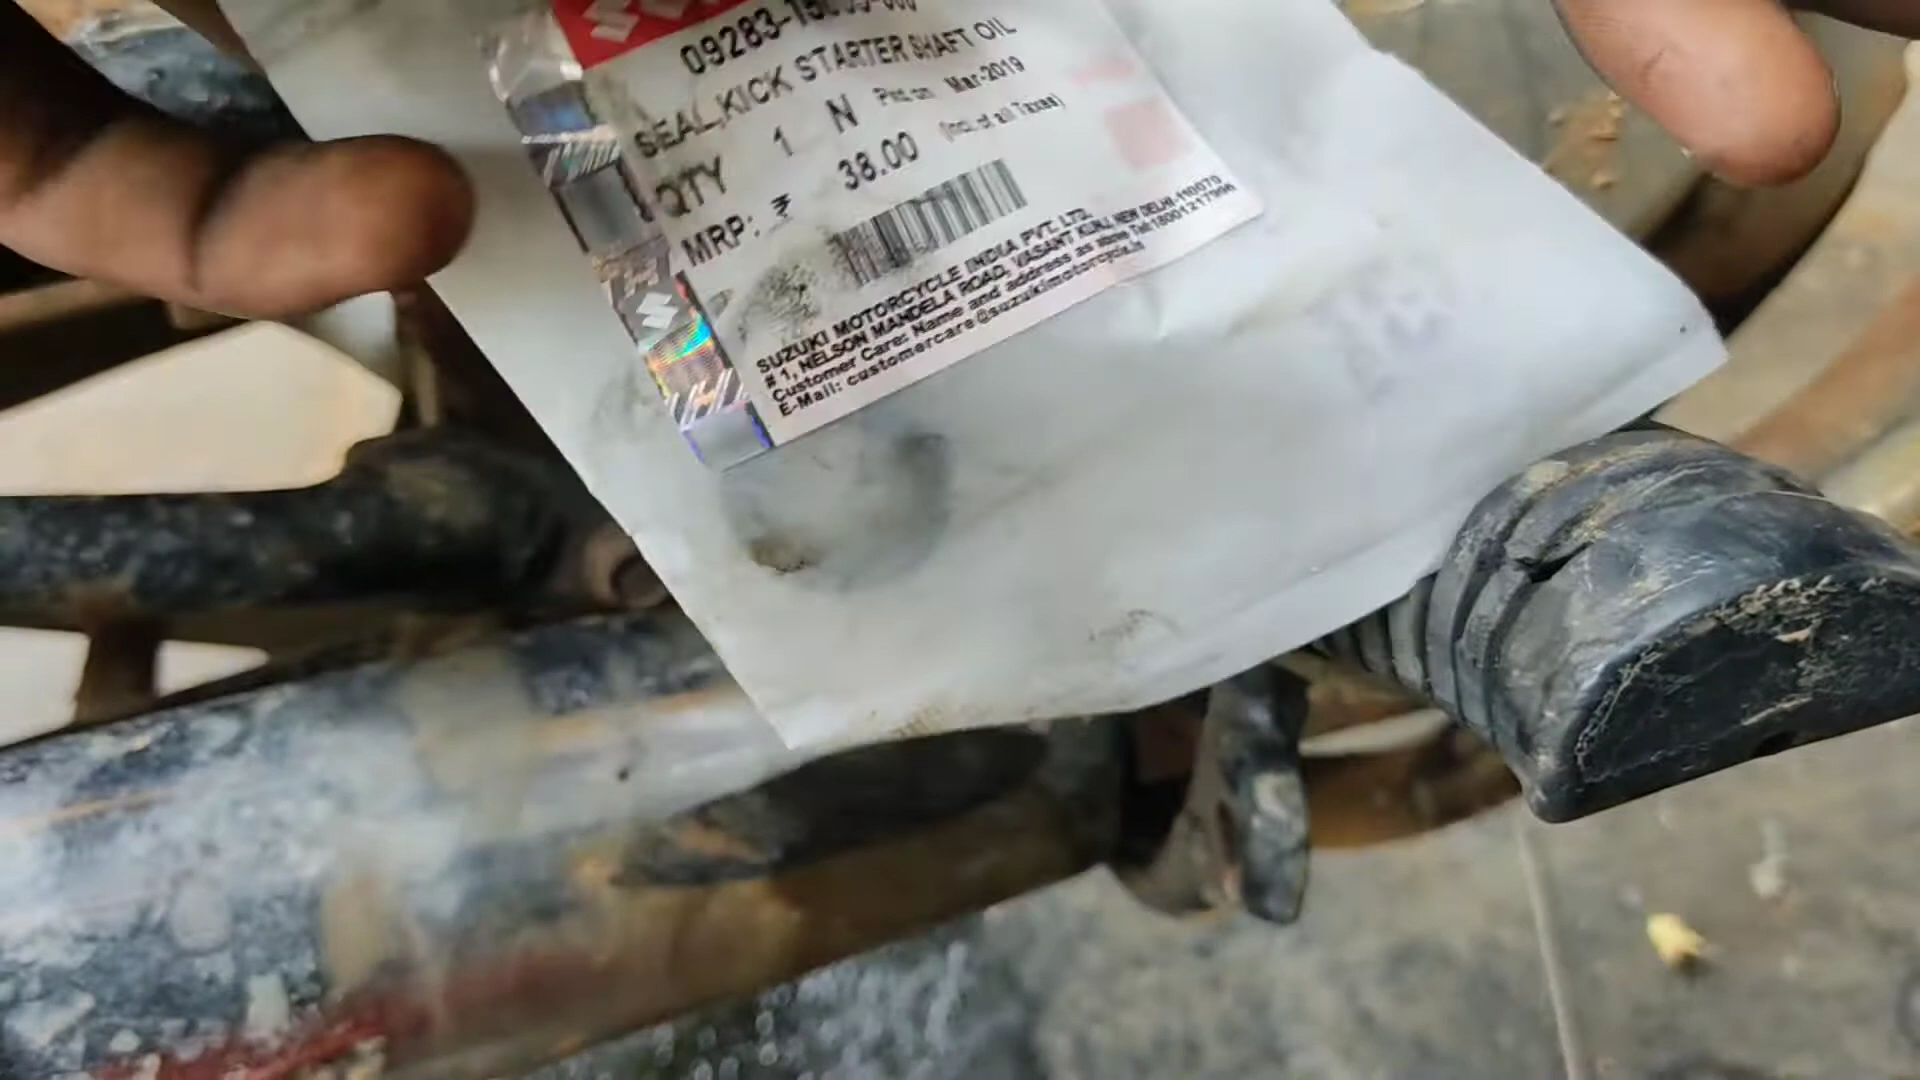 SEAL,KICK STARTER SHAFT OIL
QTY 1 N Pkd on Mar-2019
MRP: ₹ 38.00 (Incl. of all Taxes)
SUZUKI MOTORCYCLE INDIA PVT. LTD.
# 1, NELSON MANDELA ROAD, VASANT KUNJ, NEW DELHI-110070
Customer Care: Name and address as above Tel:18001217996
E-Mail: customercare@suzukimotorcycle.in